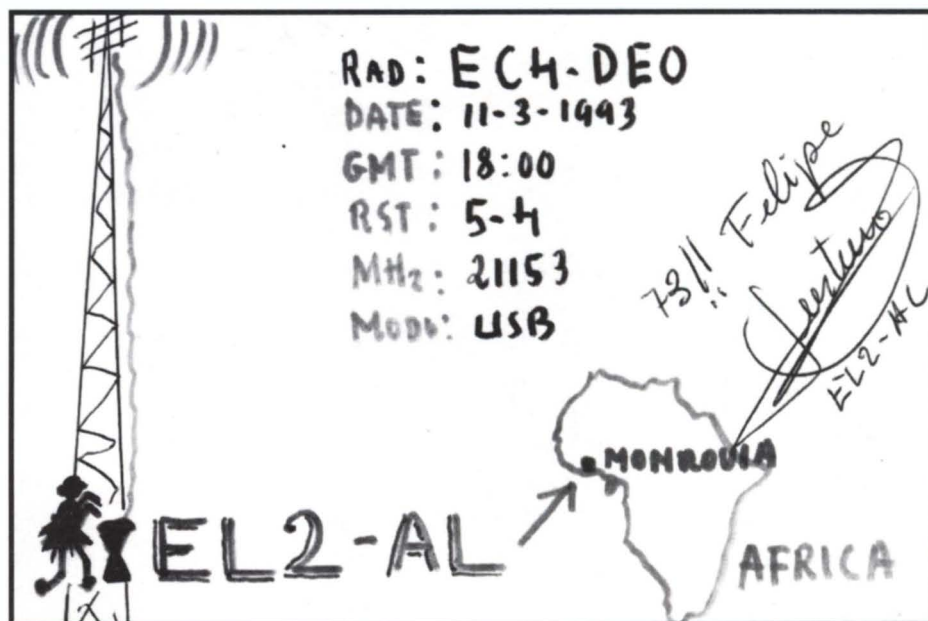 RAD: EC4-DEO
DATE: 11-3-1993
GMT: 18:00
RST: 5-4
MHz: 21153
MODO: USB
73!! Felipe
EL2-AL
MONROVIA
EL2-AL
AFRICA